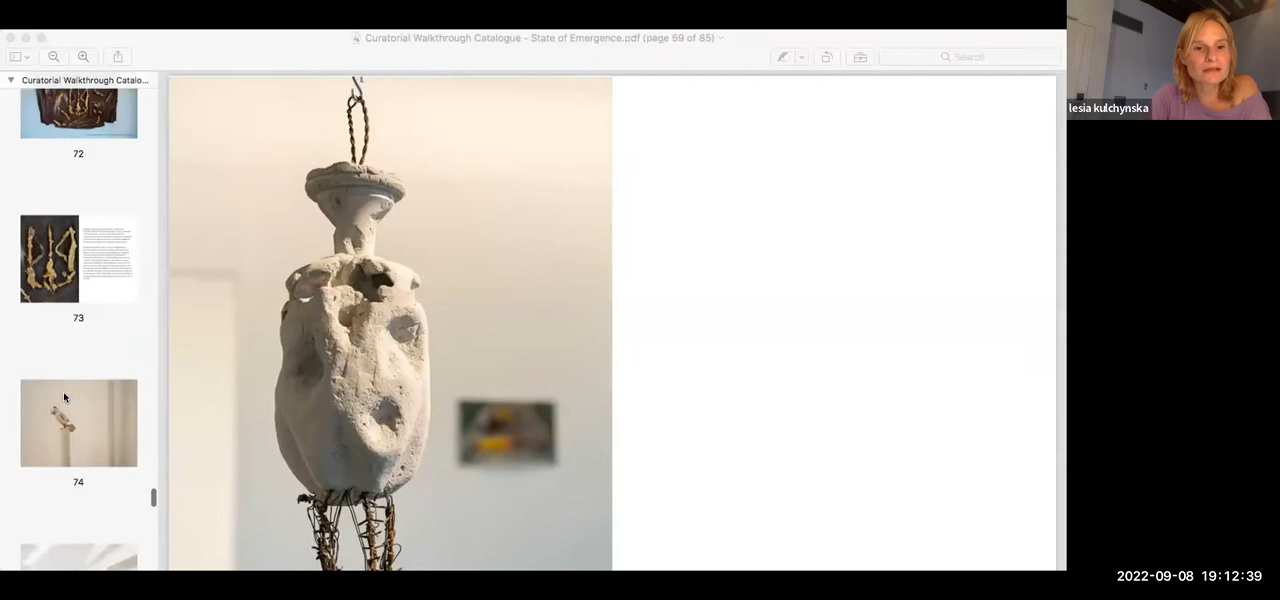 Curatorial Walkthrough Catalogue - State of Emergence.pdf (page 59 of 85)
Search
Curatorial Walkthrough Catalo...
72
73
74
lesia kulchynska
2022-09-08 19:12:39